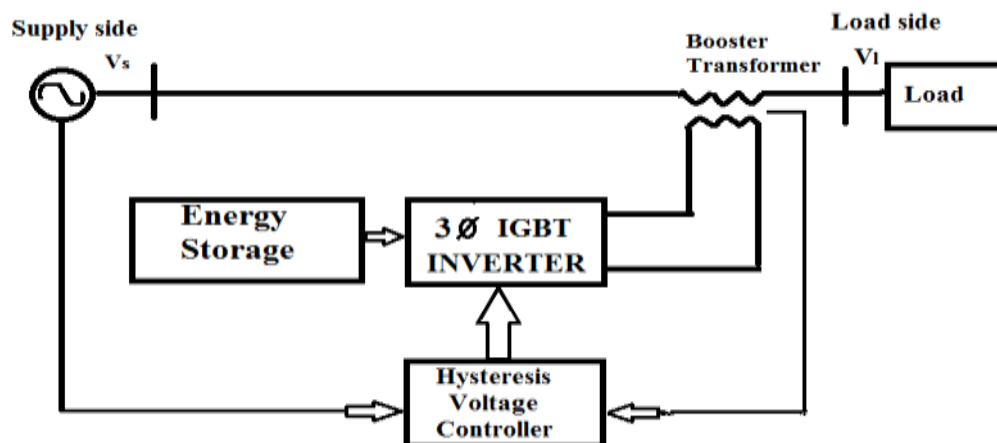 Supply side
Vs
Load side
Vl
Booster
Transformer
Load
Energy
Storage
3Ø IGBT
INVERTER
Hysteresis
Voltage
Controller